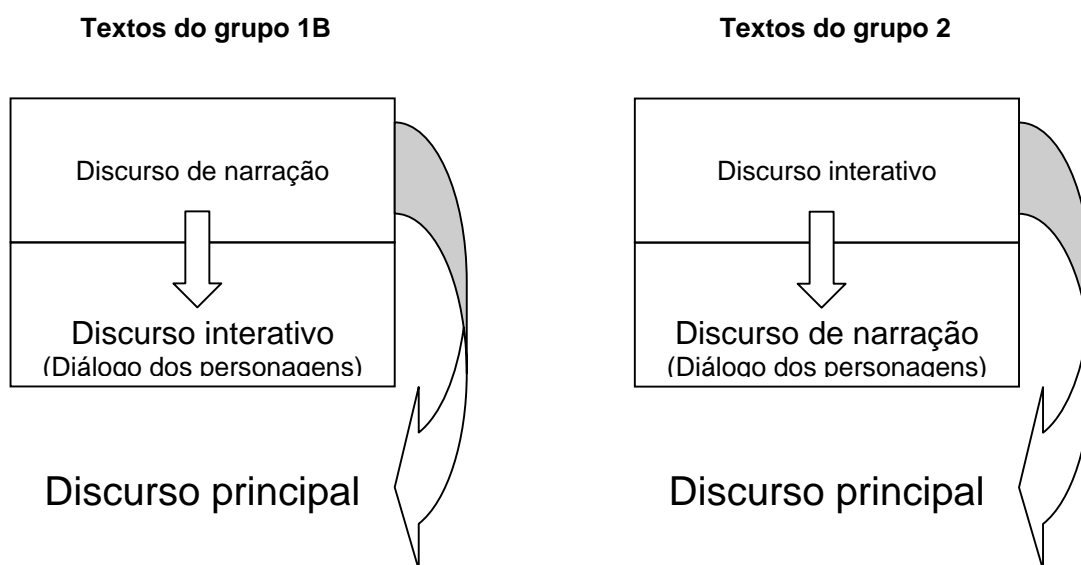 Textos do grupo 1B
Discurso de narração
Discurso interativo
(Diálogo dos personagens)
Discurso principal
Textos do grupo 2
Discurso interativo
Discurso de narração
(Diálogo dos personagens)
Discurso principal